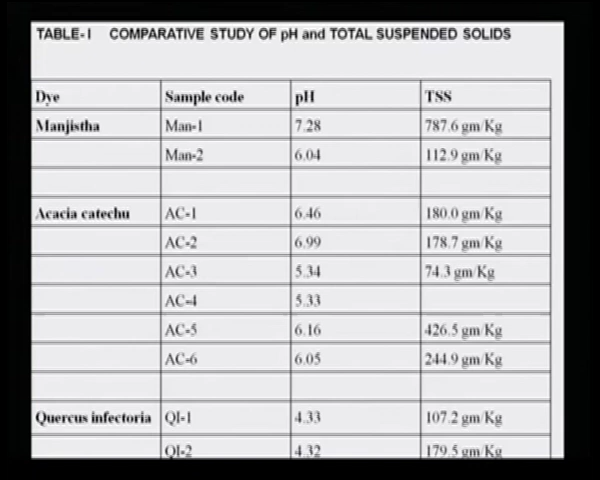 TABLE-I COMPARATIVE STUDY OF pH and TOTAL SUSPENDED SOLIDS
Dye Sample code pH TSS
Manjistha Man-1 7.28 787.6 gm/Kg
Man-2 6.04 112.9 gm/Kg
Acacia catechu AC-1 6.46 180.0 gm/Kg
AC-2 6.99 178.7 gm/Kg
AC-3 5.34 74.3 gm/Kg
AC-4 5.33
AC-5 6.16 426.5 gm/Kg
AC-6 6.05 244.9 gm/Kg
Quercus infectoria QI-1 4.33 107.2 gm/Kg
QI-2 4.32 179.5 gm/Kg